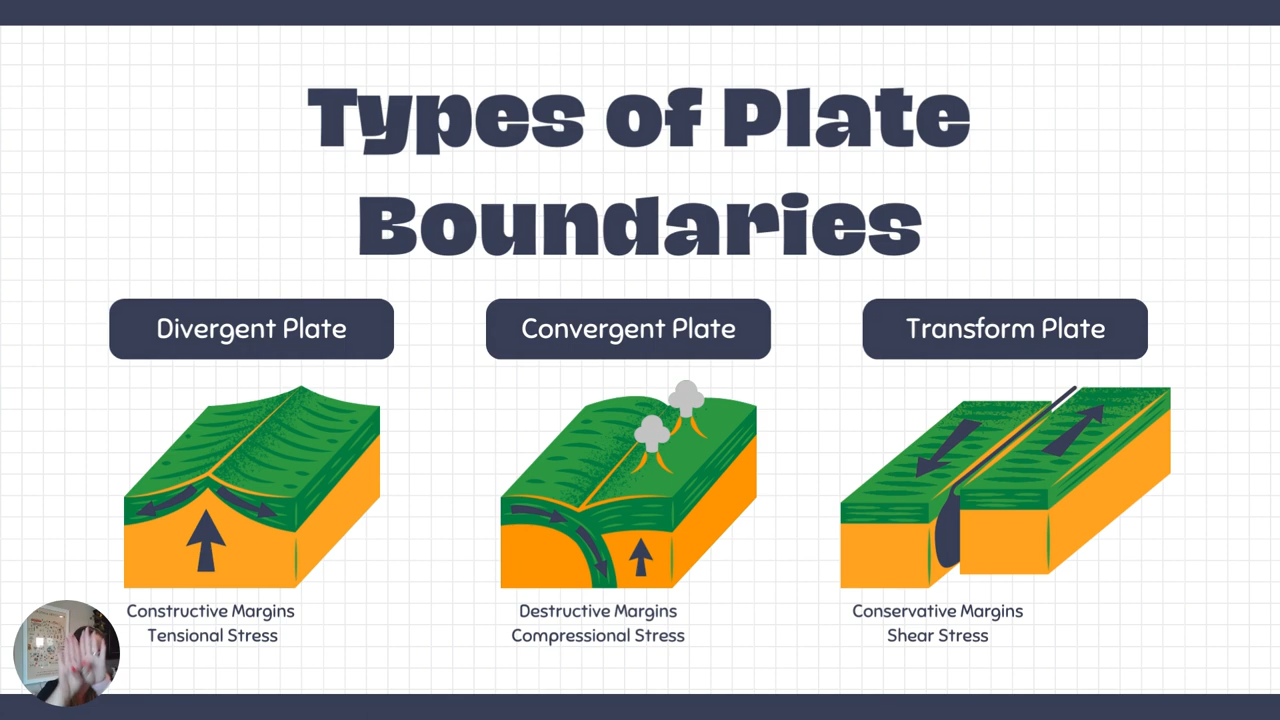 Types of Plate
Boundaries
Divergent Plate
Convergent Plate
Transform Plate
Constructive Margins
Tensional Stress
Destructive Margins
Compressional Stress
Conservative Margins
Shear Stress